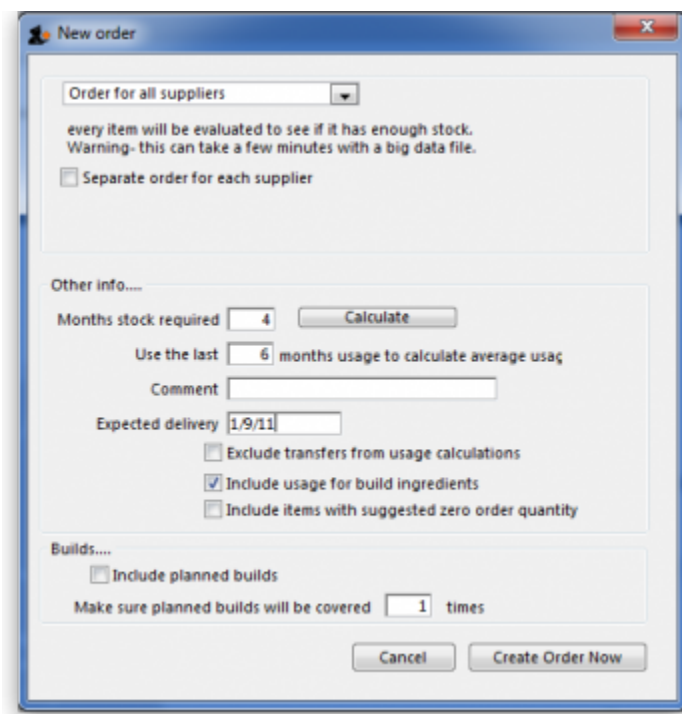 New order
Order for all suppliers
every item will be evaluated to see if it has enough stock.
Warning- this can take a few minutes with a big data file.
Separate order for each supplier
Other info....
Months stock required 4 Calculate
Use the last 6 months usage to calculate average usag
Comment
Expected delivery 1/9/11
Exclude transfers from usage calculations
Include usage for build ingredients
Include items with suggested zero order quantity
Builds....
Include planned builds
Make sure planned builds will be covered 1 times
Cancel Create Order Now